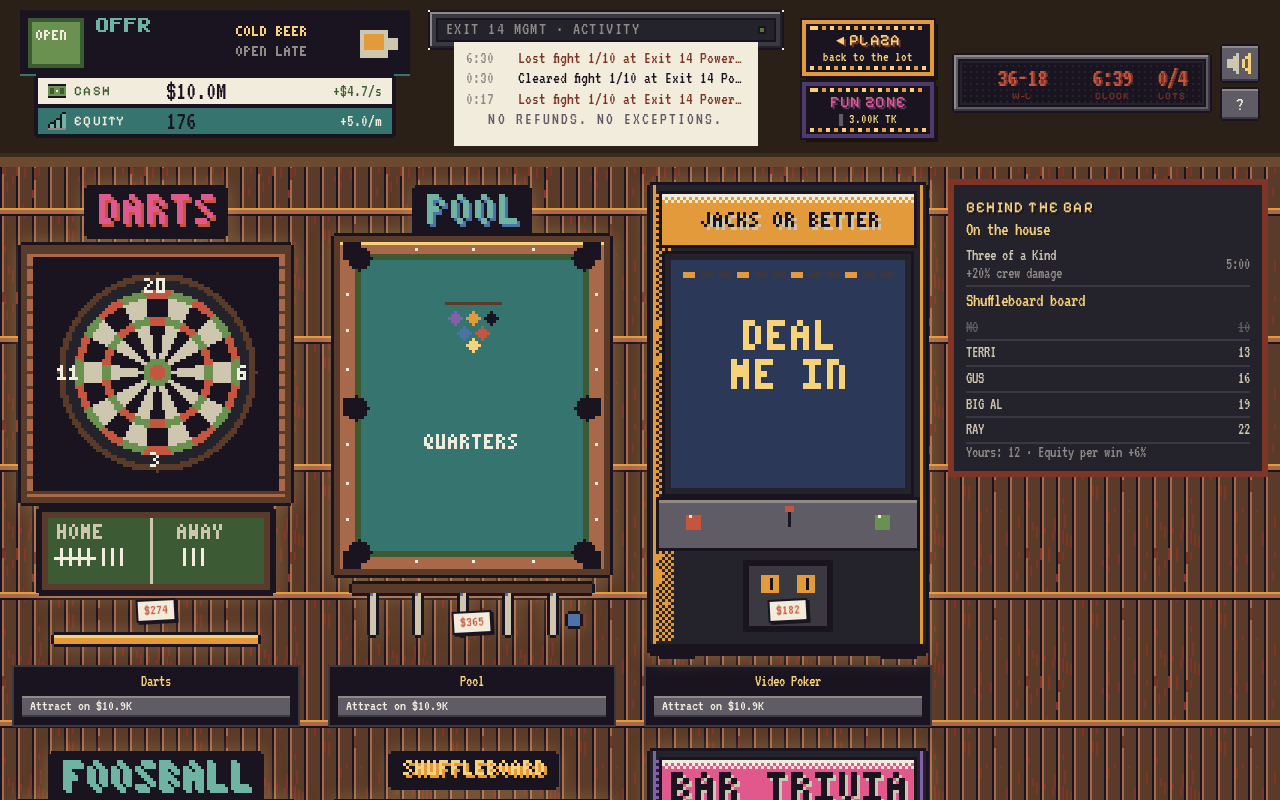 OPEN
OFFR
COLD BEER
OPEN LATE
CASH $10.0M +$4.7/s
EQUITY 176 +5.0/m
EXIT 14 MGMT · ACTIVITY
6:30 Lost fight 1/10 at Exit 14 Power…
0:30 Cleared fight 1/10 at Exit 14 Po…
0:17 Lost fight 1/10 at Exit 14 Power…
NO REFUNDS. NO EXCEPTIONS.
◀ PLAZA
back to the lot
FUN ZONE
3.00K TK
36-18 6:39 0/4
W-L CLOCK LOTS
?
DARTS
20
11
6
3
HOME AWAY
$274
Darts
Attract on $10.9K
POOL
QUARTERS
$365
Pool
Attract on $10.9K
JACKS OR BETTER
DEAL
ME IN
$182
Video Poker
Attract on $10.9K
BEHIND THE BAR
On the house
Three of a Kind
+20% crew damage
5:00
Shuffleboard board
MO 10
TERRI 13
GUS 16
BIG AL 19
RAY 22
Yours: 12 · Equity per win +6%
FOOSBALL
SHUFFLEBOARD
BAR TRIVIA